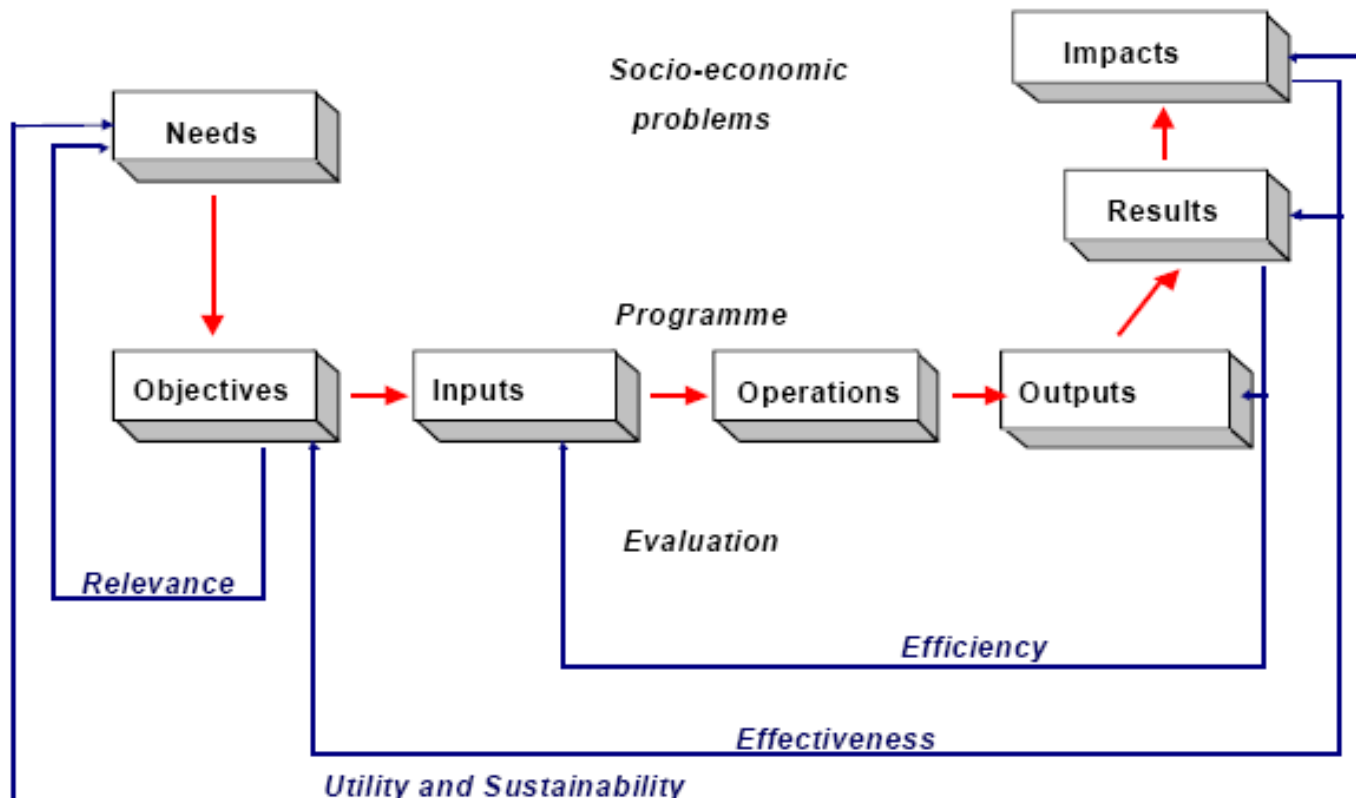 Impacts
Socio-economic
problems
Needs
Results
Programme
Objectives
Inputs
Operations
Outputs
Evaluation
Relevance
Efficiency
Effectiveness
Utility and Sustainability